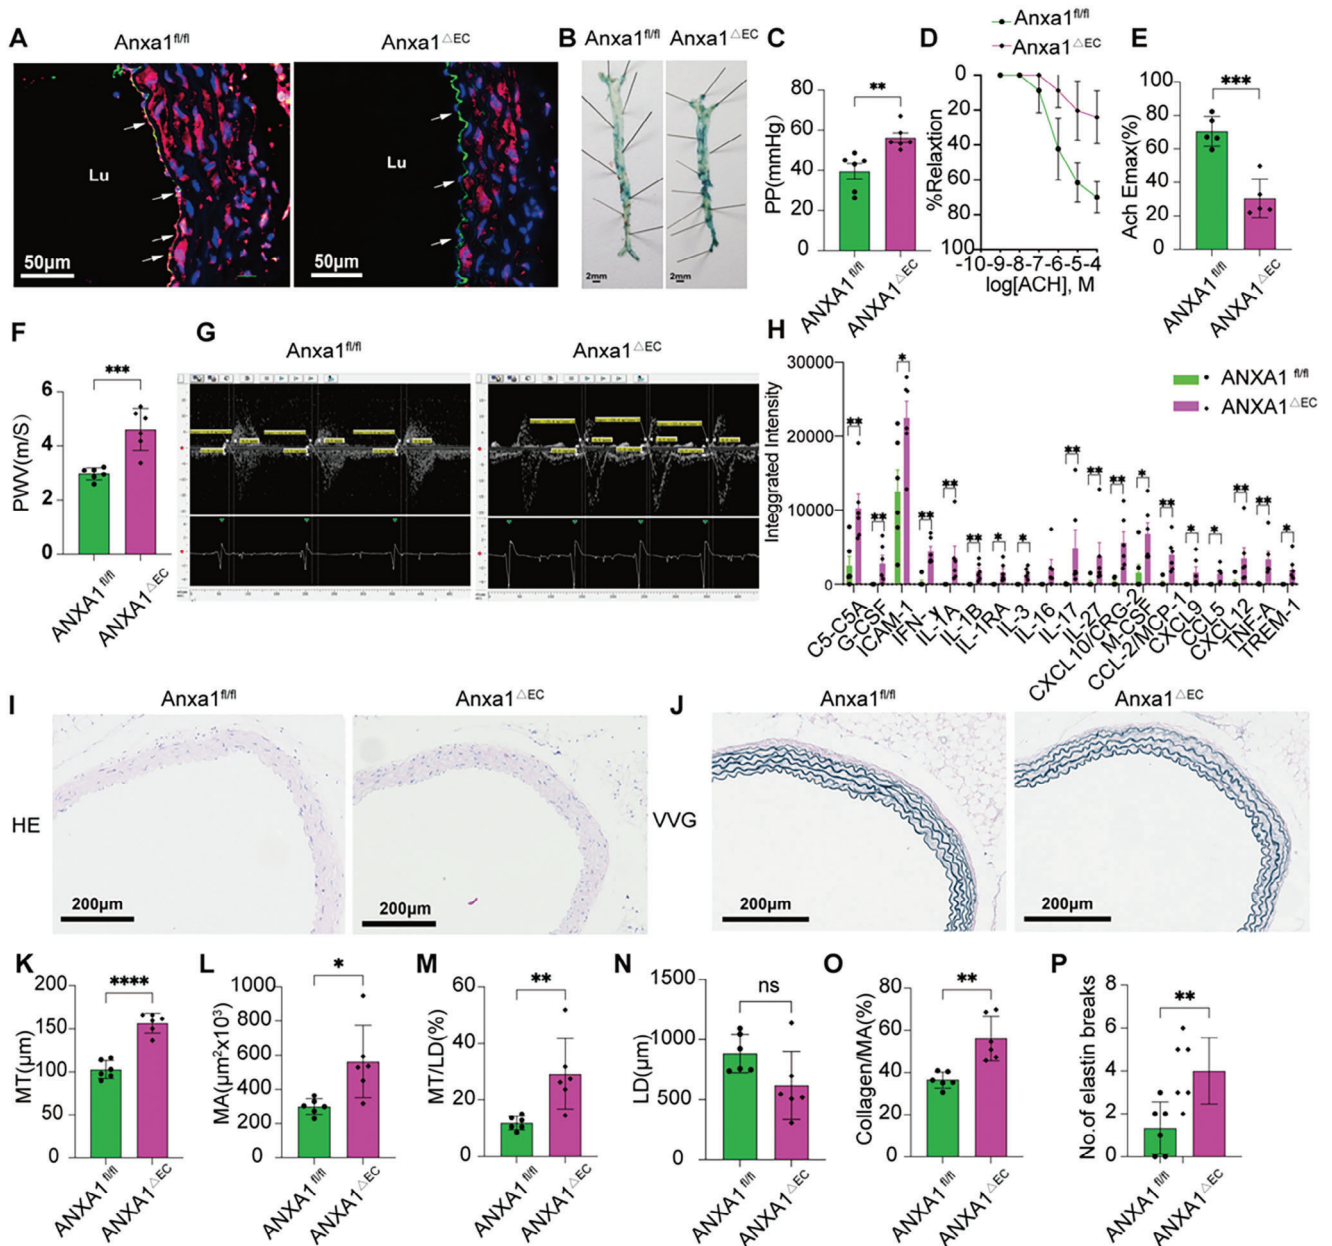 A
Anxa1fl/fl
Anxa1△EC
Lu
50μm
Lu
50μm
B
Anxa1fl/fl
Anxa1△EC
2mm
2mm
C
PP(mmHg)
80
60
40
20
0
**
ANXA1fl/fl
ANXA1△EC
D
Anxa1fl/fl
Anxa1△EC
%Relaxtion
0
20
40
60
80
100
-10-9-8-7-6-5-4
log[ACH], M
E
Ach Emax(%)
100
80
60
40
20
0
***
ANXA1fl/fl
ANXA1△EC
F
PWV(m/S)
6
4
2
0
***
ANXA1fl/fl
ANXA1△EC
G
Anxa1fl/fl
Anxa1△EC
H
Integgrated Intensity
30000
20000
10000
0
ANXA1 fl/fl
ANXA1△EC
**
**
*
**
**
**
*
*
**
**
**
*
**
*
*
**
**
*
C5-C5A
G-CSF
ICAM-1
IL-1A
IL-1B
IL-1RA
IL-3
IL-16
IL-17
IL-27
CXCL10/CRG-2
M-CSF
CCL-2/MCP-1
CXCL9
CCL5
CXCL12
TNF-A
TREM-1
I
Anxa1fl/fl
Anxa1△EC
HE
200μm
200μm
J
Anxa1fl/fl
Anxa1△EC
VVG
200μm
200μm
K
MT(μm)
200
150
100
50
0
****
ANXA1fl/fl
ANXA1△EC
L
MA(μm²x10³)
1000
800
600
400
200
0
*
ANXA1fl/fl
ANXA1△EC
M
MT/LD(%)
60
40
20
0
**
ANXA1fl/fl
ANXA1△EC
N
LD(μm)
1500
1000
500
0
ns
ANXA1fl/fl
ANXA1△EC
O
Collagen/MA(%)
80
60
40
20
0
**
ANXA1fl/fl
ANXA1△EC
P
No.of elastin breaks
8
6
4
2
0
**
ANXA1fl/fl
ANXA1△EC